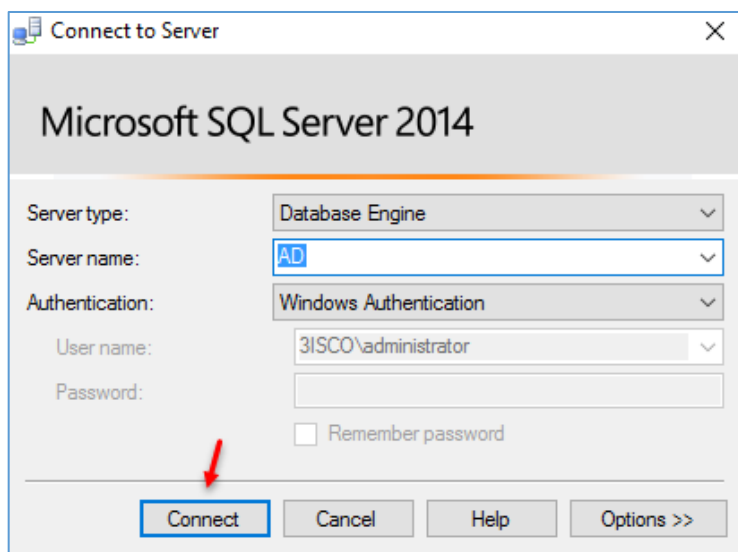 Connect to Server
Microsoft SQL Server 2014
Server type: Database Engine
Server name: AD
Authentication: Windows Authentication
User name: 3ISCO\administrator
Password:
Remember password
Connect Cancel Help Options >>